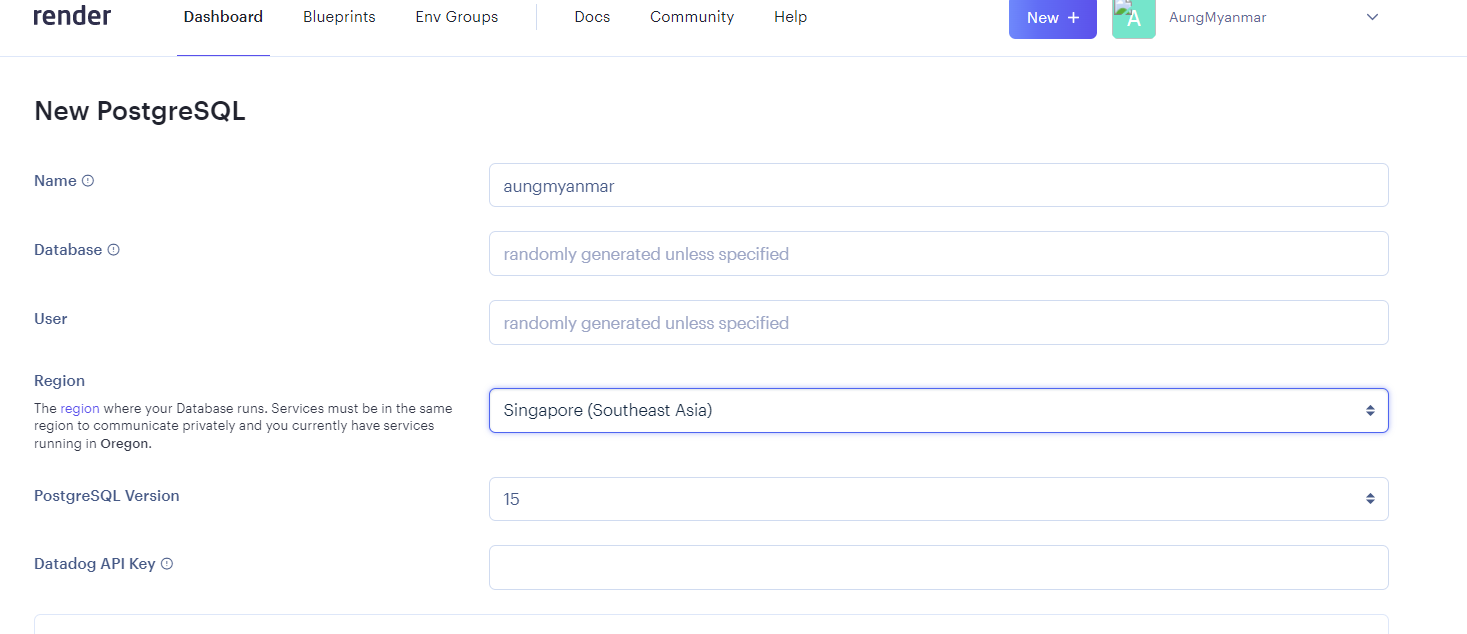 render Dashboard Blueprints Env Groups Docs Community Help New + A AungMyanmar
New PostgreSQL
Name
aungmyanmar
Database
randomly generated unless specified
User
randomly generated unless specified
Region
The region where your Database runs. Services must be in the same
region to communicate privately and you currently have services
running in Oregon.
Singapore (Southeast Asia)
PostgreSQL Version
15
Datadog API Key